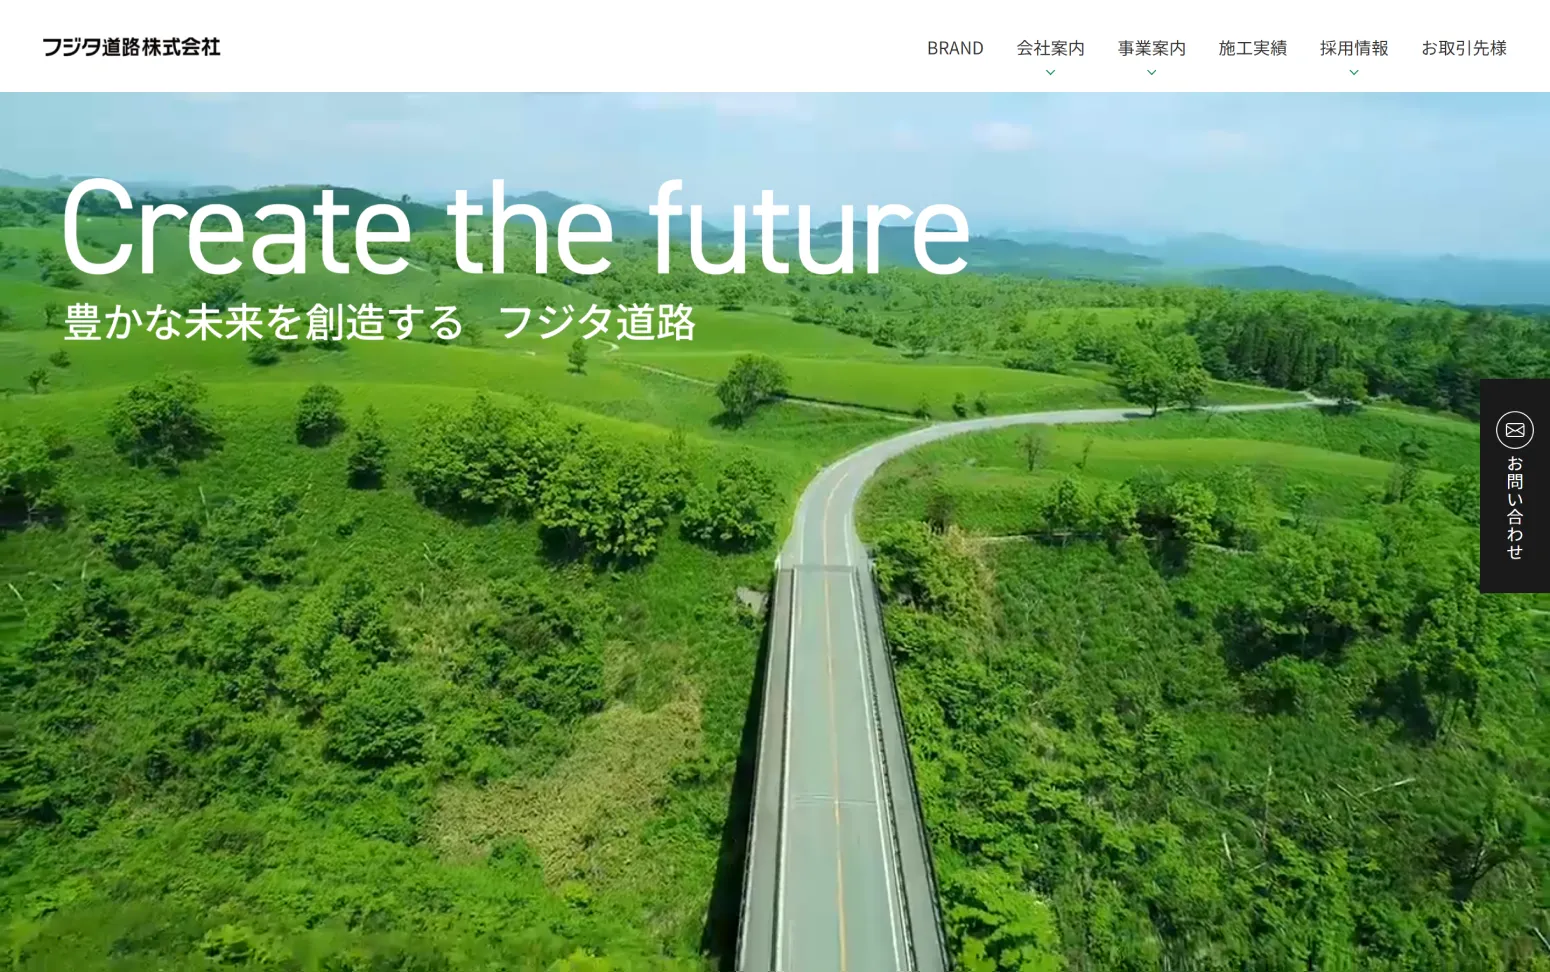 フジタ道路株式会社
BRAND
会社案内
事業案内
施工実績
採用情報
お取引先様
Create the future
豊かな未来を創造する フジタ道路
お問い合わせ